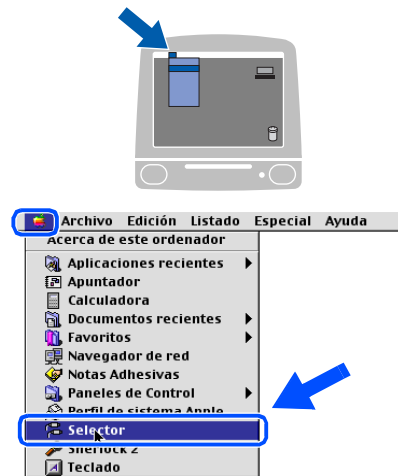 Archivo Edición Listado Especial Ayuda
Acerca de este ordenador
Aplicaciones recientes
Apuntador
Calculadora
Documentos recientes
Favoritos
Navegador de red
Notas Adhesivas
Paneles de Control
Perfil de sistema Apple
Selector
Sherlock 2
Teclado